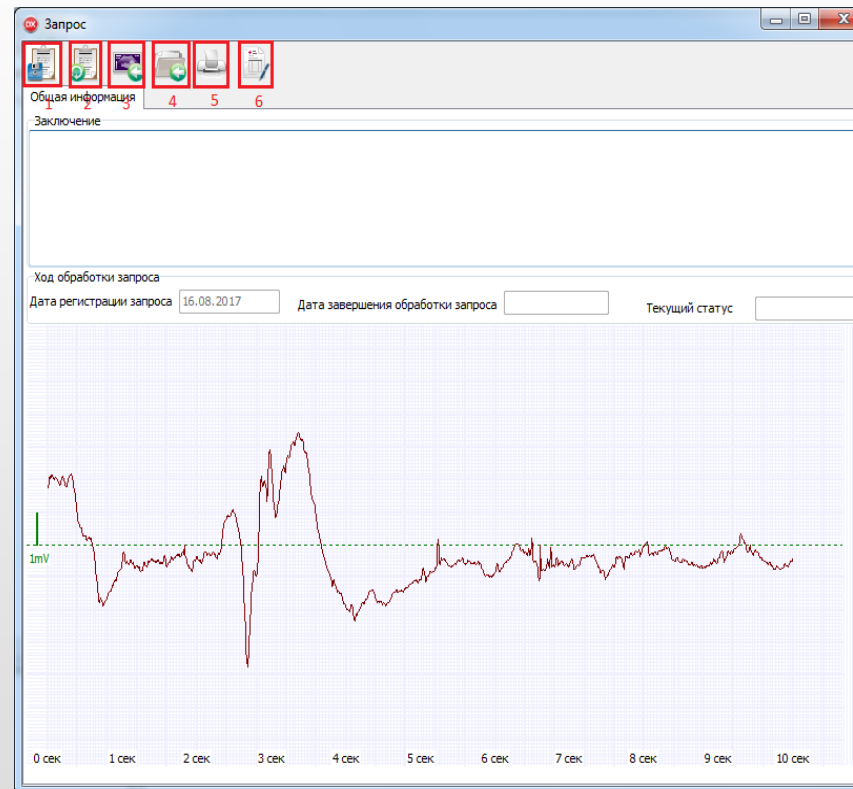 Запрос
1 2 3 4 5 6
Общая информация
Заключение
Ход обработки запроса
Дата регистрации запроса 16.08.2017 Дата завершения обработки запроса Текущий статус
1mV
0 сек 1 сек 2 сек 3 сек 4 сек 5 сек 6 сек 7 сек 8 сек 9 сек 10 сек